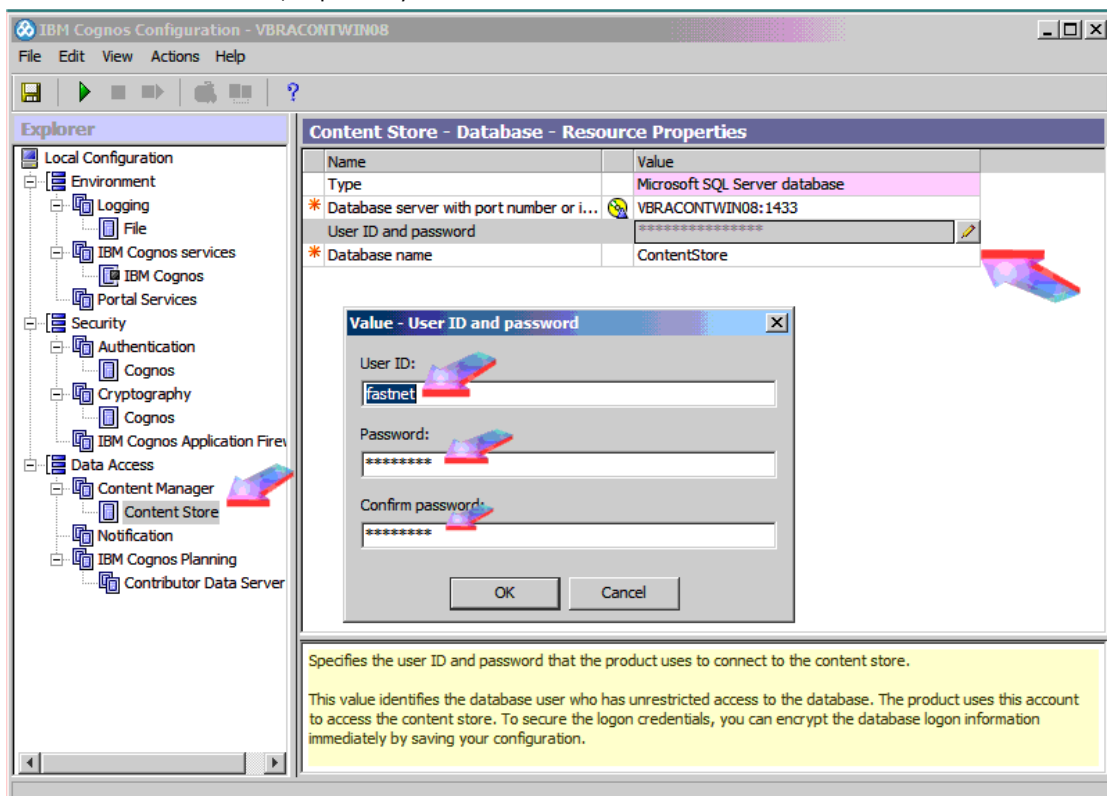 IBM Cognos Configuration - VBRACONTWIN08
File Edit View Actions Help
?
Explorer
Local Configuration
Environment
Logging
File
IBM Cognos services
IBM Cognos
Portal Services
Security
Authentication
Cognos
Cryptography
Cognos
IBM Cognos Application Firew
Data Access
Content Manager
Content Store
Notification
IBM Cognos Planning
Contributor Data Server
Content Store - Database - Resource Properties
Name Value
Type Microsoft SQL Server database
* Database server with port number or i... VBRACONTWIN08:1433
User ID and password ***************
* Database name ContentStore
Value - User ID and password
User ID:
fastnet
Password:
********
Confirm password:
********
OK Cancel
Specifies the user ID and password that the product uses to connect to the content store.
This value identifies the database user who has unrestricted access to the database. The product uses this account
to access the content store. To secure the logon credentials, you can encrypt the database logon information
immediately by saving your configuration.